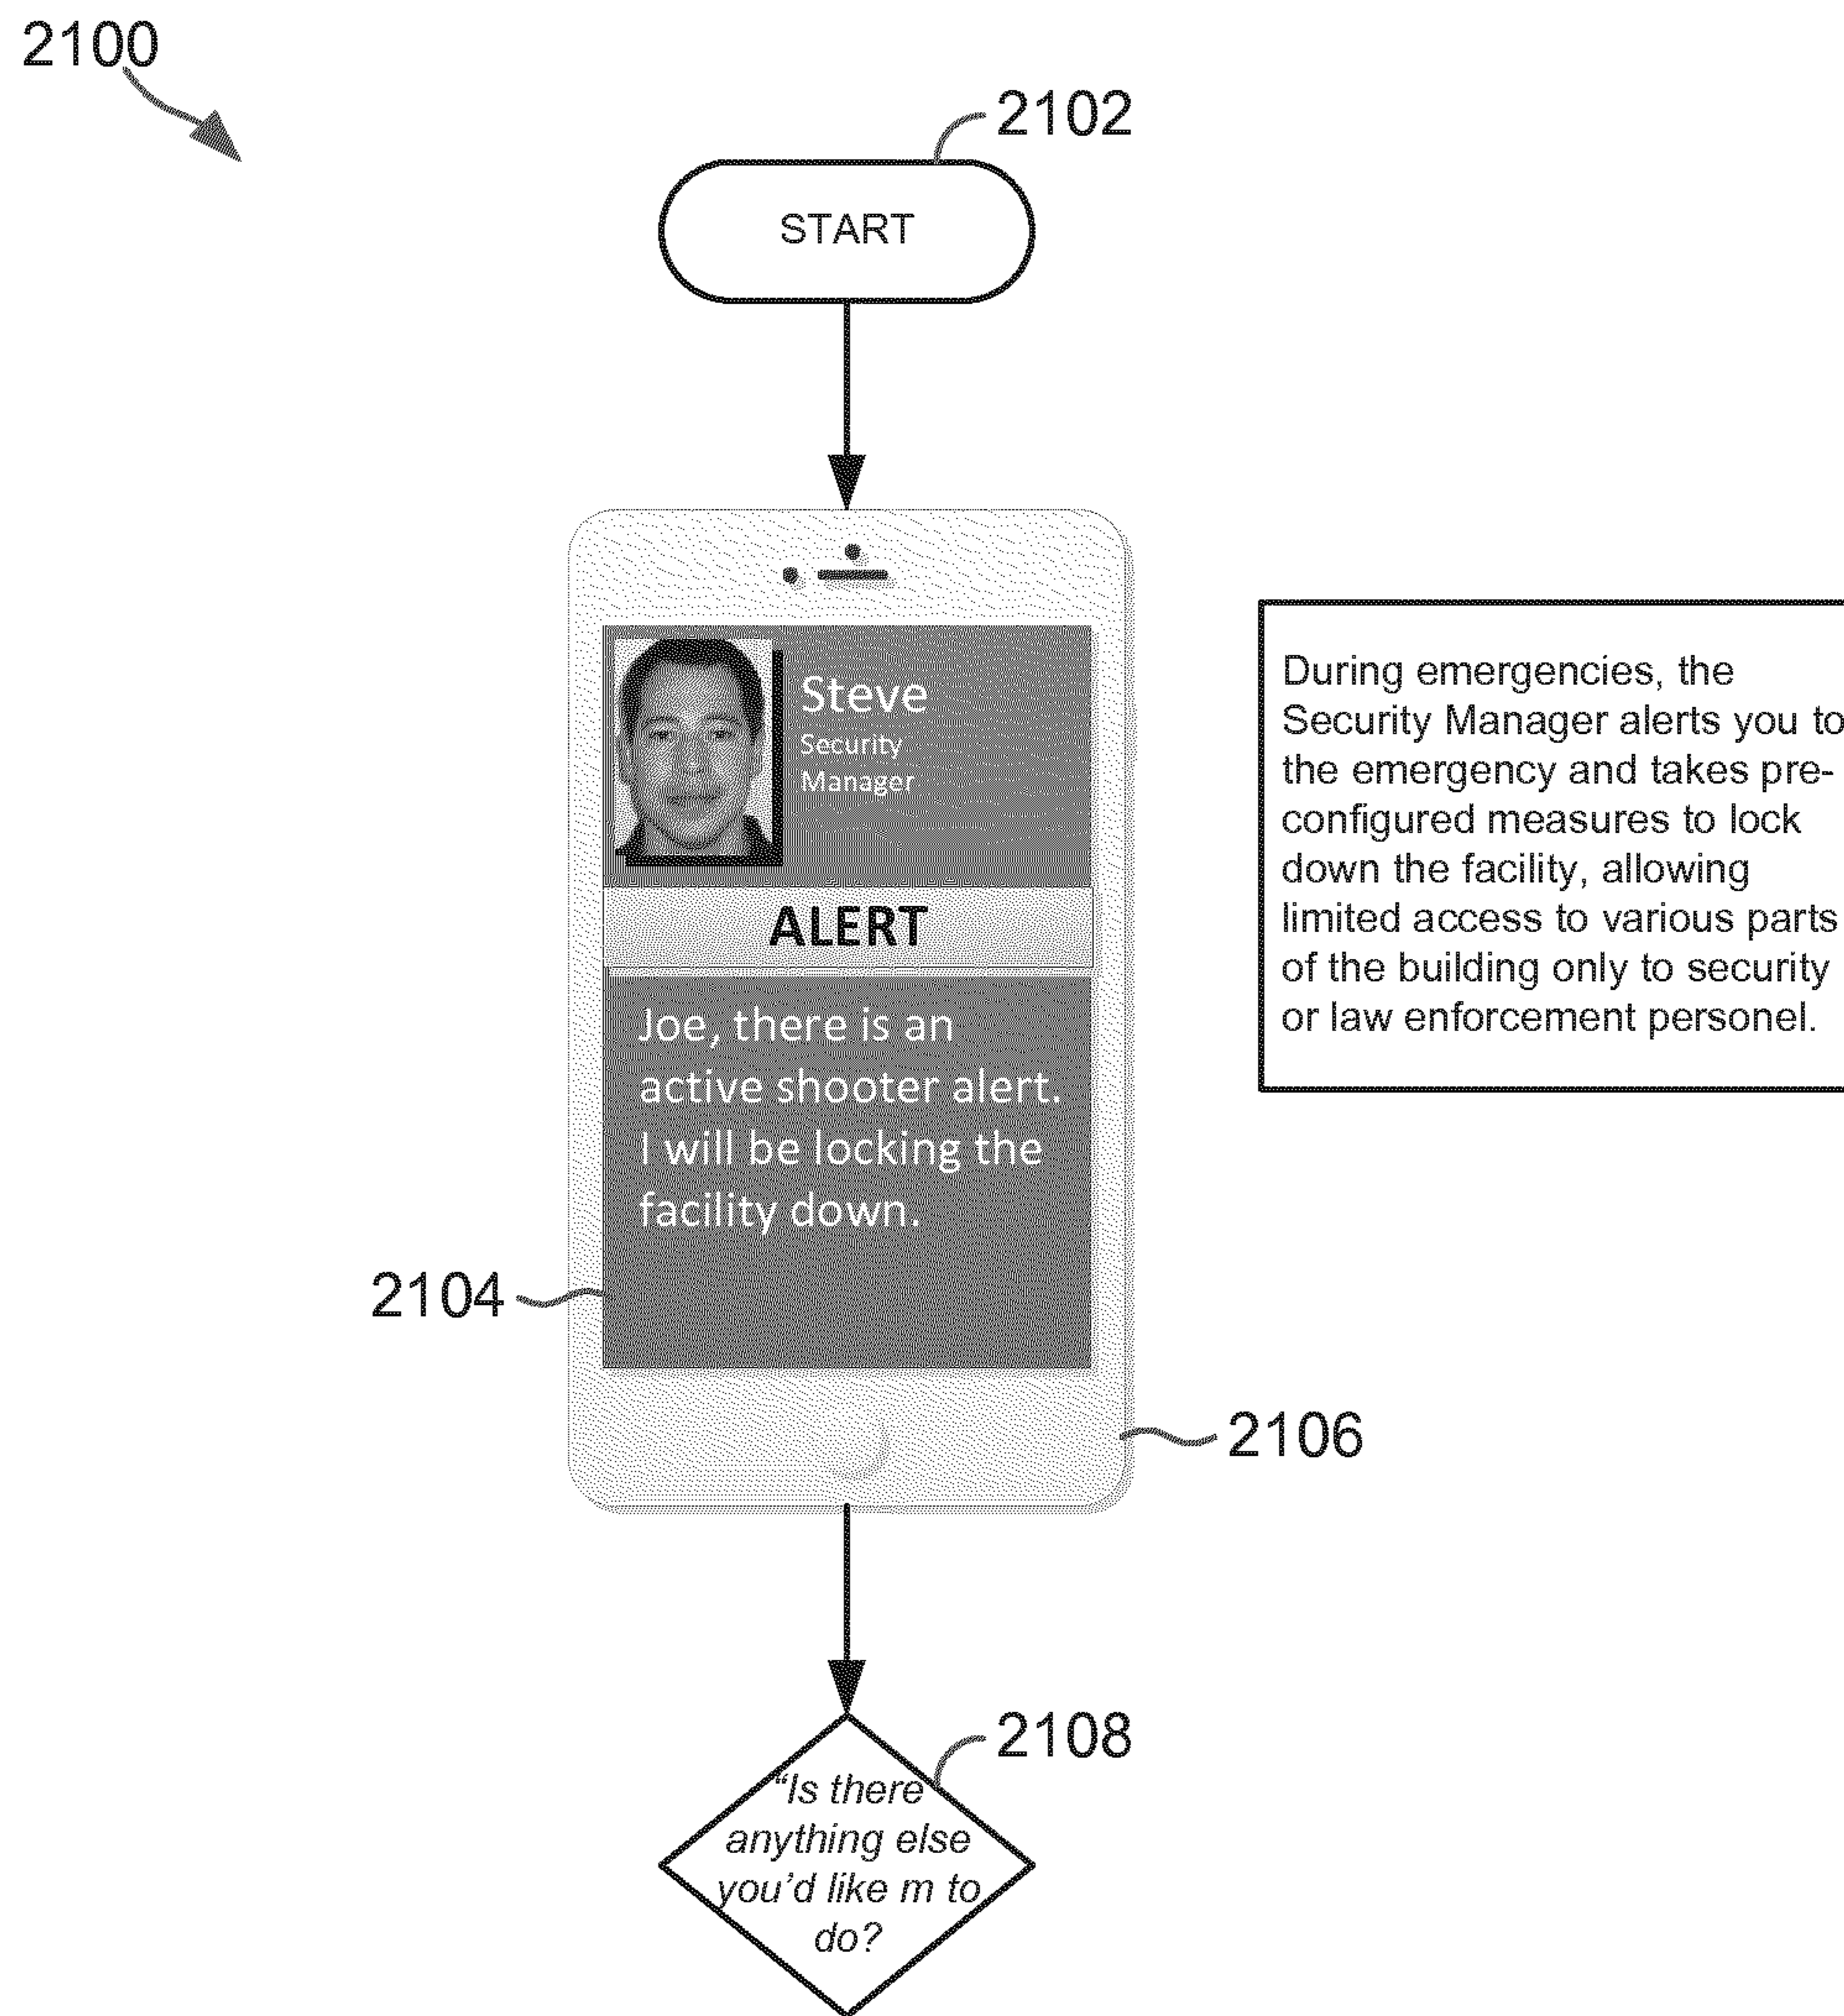 2100
2102
START
Steve
Security
Manager
ALERT
Joe, there is an
active shooter alert.
I will be locking the
facility down.
During emergencies, the
Security Manager alerts you to
the emergency and takes pre-
configured measures to lock
down the facility, allowing
limited access to various parts
of the building only to security
or law enforcement personel.
2104
2106
2108
“Is there
anything else
you’d like m to
do?